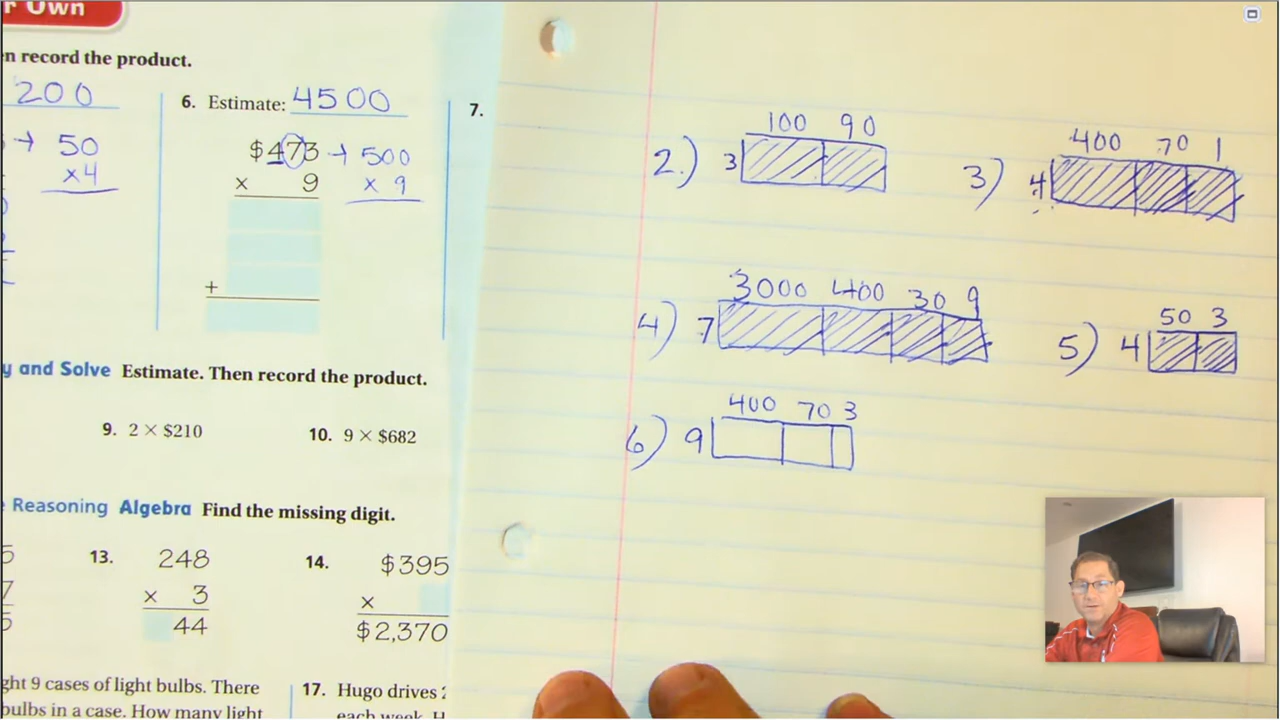 r Own
n record the product.
200
50
×4
6. Estimate: 4500
$473 → 500
× 9
× 9
+
7.
y and Solve Estimate. Then record the product.
9. 2 × $210
10. 9 × $682
Reasoning Algebra Find the missing digit.
5
7
5
13. 248
× 3
44
14. $395
×
$2,370
ght 9 cases of light bulbs. There
bulbs in a case. How many light
17. Hugo drives
each week. H
2.) 3 100 90
3) 4 400 70 1
4) 7 3000 400 30 9
5) 4 50 3
6) 9 400 70 3